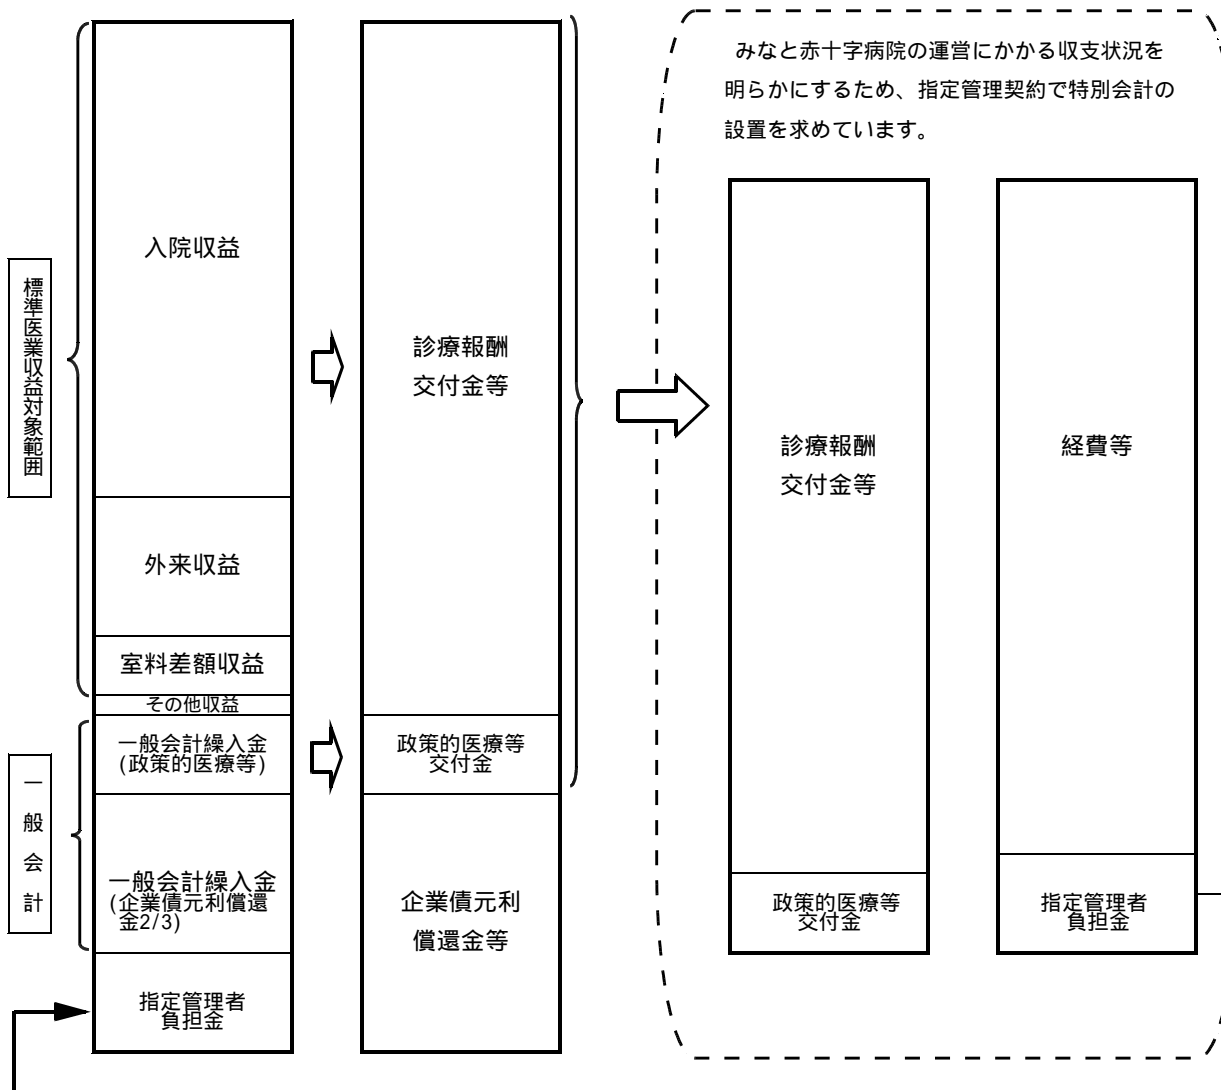 標準医業収益対象範囲
一般会計
入院収益
外来収益
室料差額収益
その他収益
一般会計繰入金
(政策的医療等)
一般会計繰入金
(企業債元利償還
金2/3)
指定管理者
負担金
診療報酬
交付金等
政策的医療等
交付金
企業債元利
償還金等
みなと赤十字病院の運営にかかる収支状況を
明らかにするため、指定管理契約で特別会計の
設置を求めています。
診療報酬
交付金等
政策的医療等
交付金
経費等
指定管理者
負担金